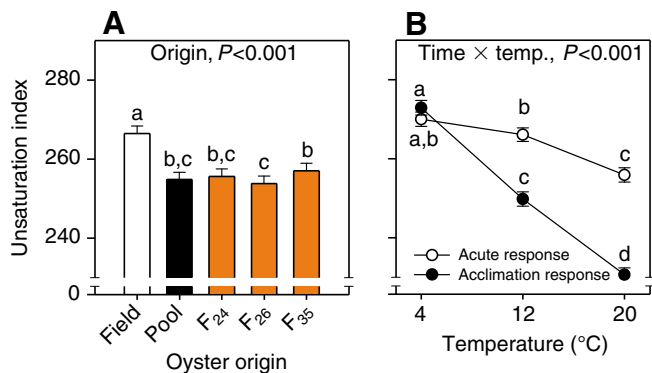 A
Origin, P<0.001
Unsaturation index
280
260
240
0
a
b,c
b,c
c
b
Field
Pool
F24
F26
F35
Oyster origin
B
Time × temp., P<0.001
a
a,b
b
c
c
d
Acute response
Acclimation response
4
12
20
Temperature (°C)